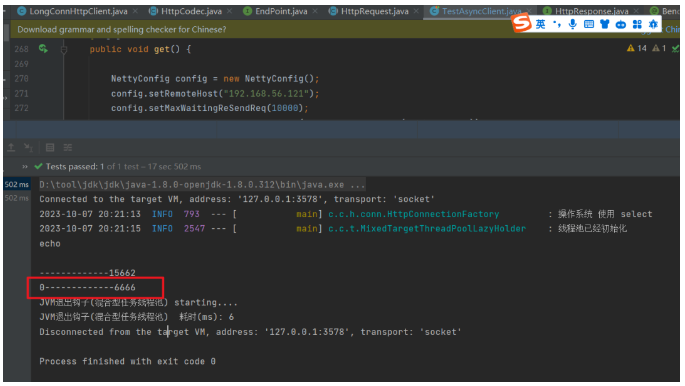 LongConnHttpClient.java × HttpCodec.java × EndPoint.java × HttpRequest.java × TestAsyncClient.java HttpResponse.java ×
Download grammar and spelling checker for Chinese?
英
268 public void get() {
14 1
269
270 NettyConfig config = new NettyConfig();
271 config.setRemoteHost("192.168.56.121");
272 config.setMaxWaitingReSendReq(10000);
Tests passed: 1 of 1 test – 17 sec 502 ms
502 ms D:\tool\jdk\jdk\java-1.8.0-openjdk-1.8.0.312\bin\java.exe ...
502 ms Connected to the target VM, address: '127.0.0.1:3578', transport: 'socket'
2023-10-07 20:21:13 INFO 793 --- [ main] c.c.h.conn.HttpConnectionFactory : 操作系统 使用 select
2023-10-07 20:21:15 INFO 2547 --- [ main] c.c.t.MixedTargetThreadPoolLazyHolder : 线程池已经初始化
echo
-------------15662
0-------------6666
JVM退出钩子(混合型任务线程池) starting....
JVM退出钩子(混合型任务线程池) 耗时(ms): 6
Disconnected from the target VM, address: '127.0.0.1:3578', transport: 'socket'
Process finished with exit code 0